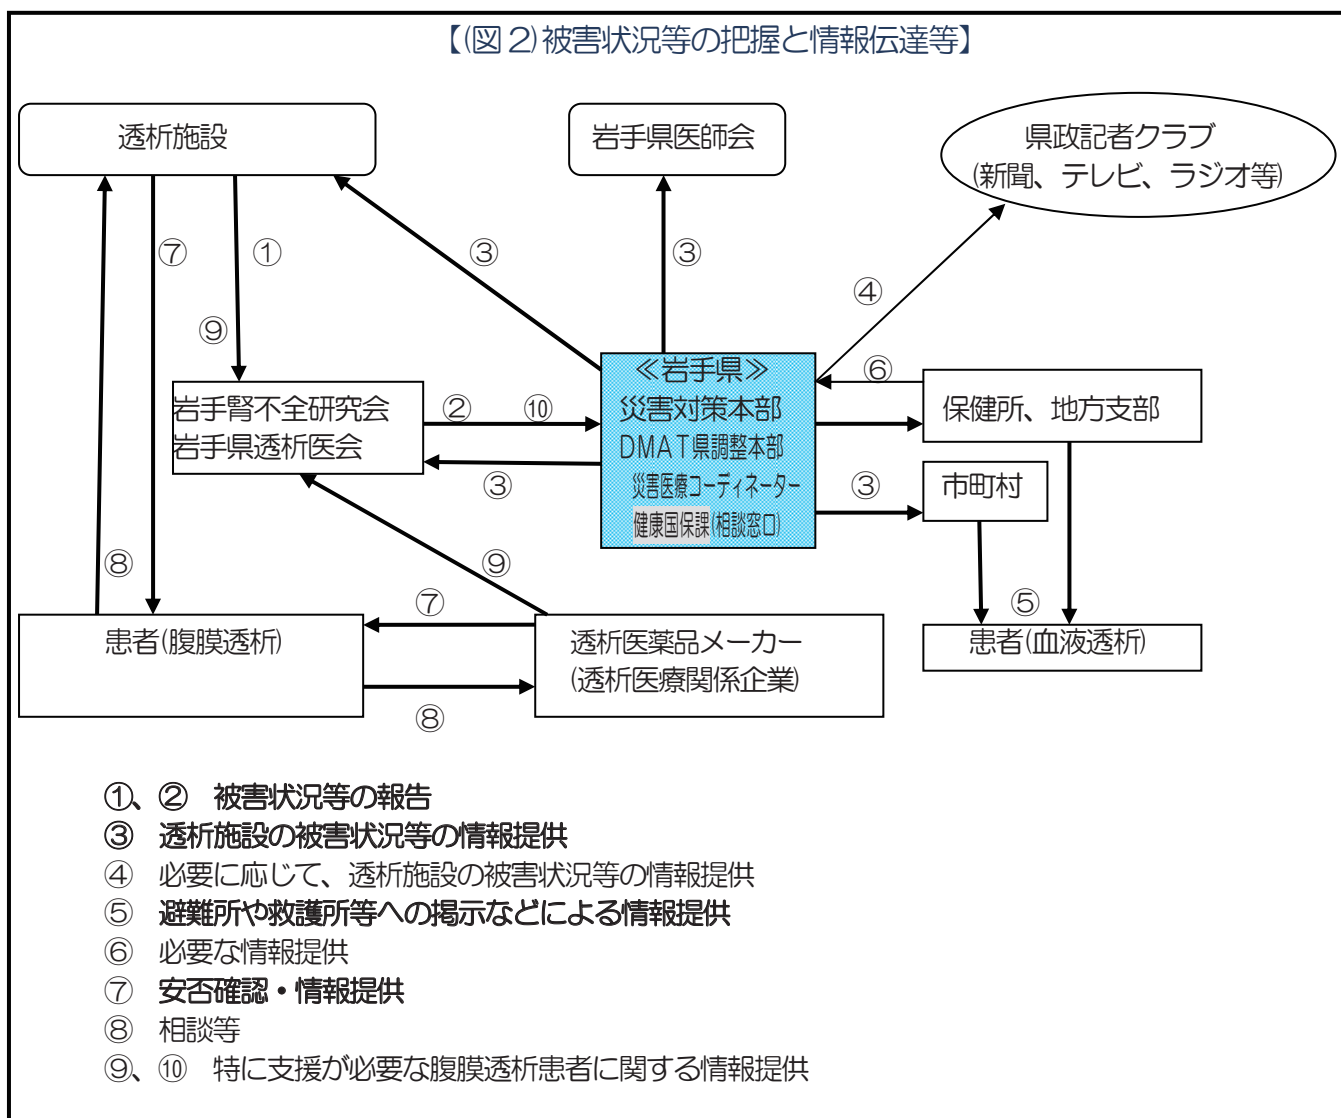 【(図2)被害状況等の把握と情報伝達等】
透析施設
岩手県医師会
県政記者クラブ
(新聞、テレビ、ラジオ等)
⑦
①
③
③
④
⑨
≪岩手県≫
災害対策本部
DMAT県調整本部
災害医療コーディネーター
健康国保課(相談窓口)
⑥
岩手腎不全研究会
岩手県透析医会
②
⑩
保健所、地方支部
③
③
市町村
⑧
⑨
⑦
⑤
患者(腹膜透析)
透析医薬品メーカー
(透析医療関係企業)
患者(血液透析)
⑧
①、② 被害状況等の報告
③ 透析施設の被害状況等の情報提供
④ 必要に応じて、透析施設の被害状況等の情報提供
⑤ 避難所や救護所等への掲示などによる情報提供
⑥ 必要な情報提供
⑦ 安否確認・情報提供
⑧ 相談等
⑨、⑩ 特に支援が必要な腹膜透析患者に関する情報提供